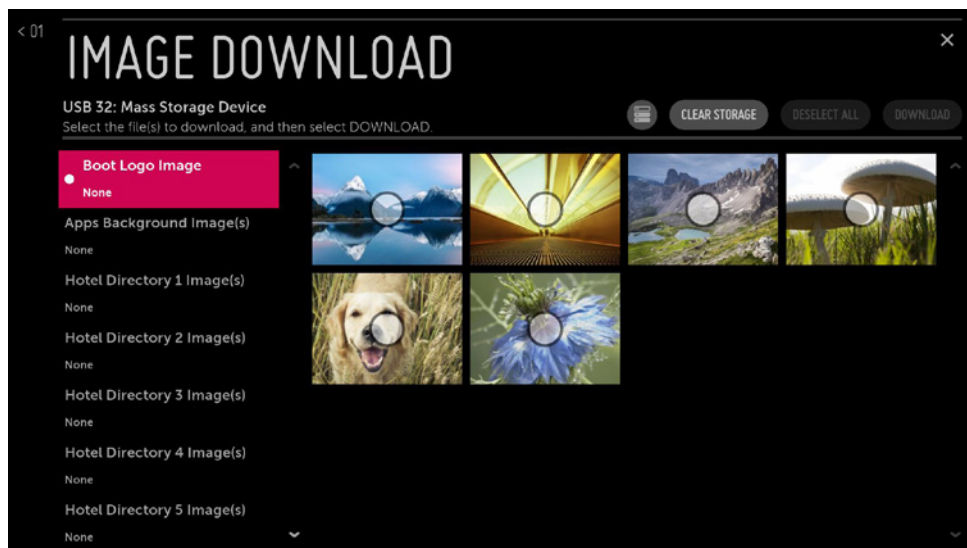 < 01
IMAGE DOWNLOAD
USB 32: Mass Storage Device
Select the file(s) to download, and then select DOWNLOAD.
CLEAR STORAGE
DESELECT ALL
DOWNLOAD
Boot Logo Image
None
Apps Background Image(s)
None
Hotel Directory 1 Image(s)
None
Hotel Directory 2 Image(s)
None
Hotel Directory 3 Image(s)
None
Hotel Directory 4 Image(s)
None
Hotel Directory 5 Image(s)
None